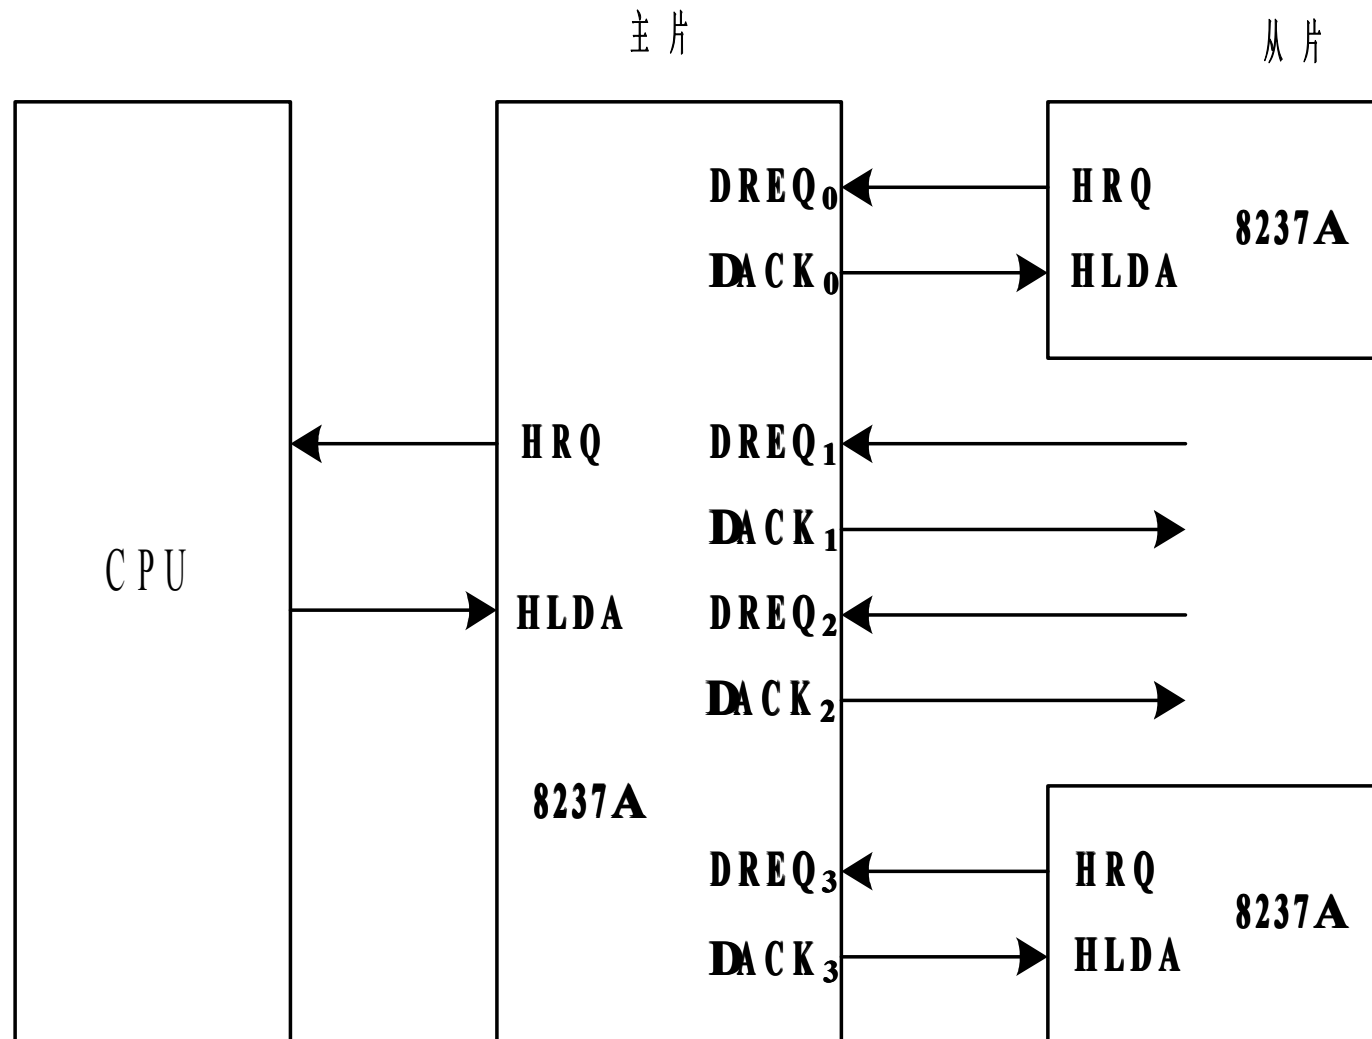 主片
从片
DREQ0
HRQ
8237A
DACK0
HLDA
HRQ
DREQ1
DACK1
CPU
HLDA
DREQ2
DACK2
8237A
DREQ3
HRQ
8237A
DACK3
HLDA